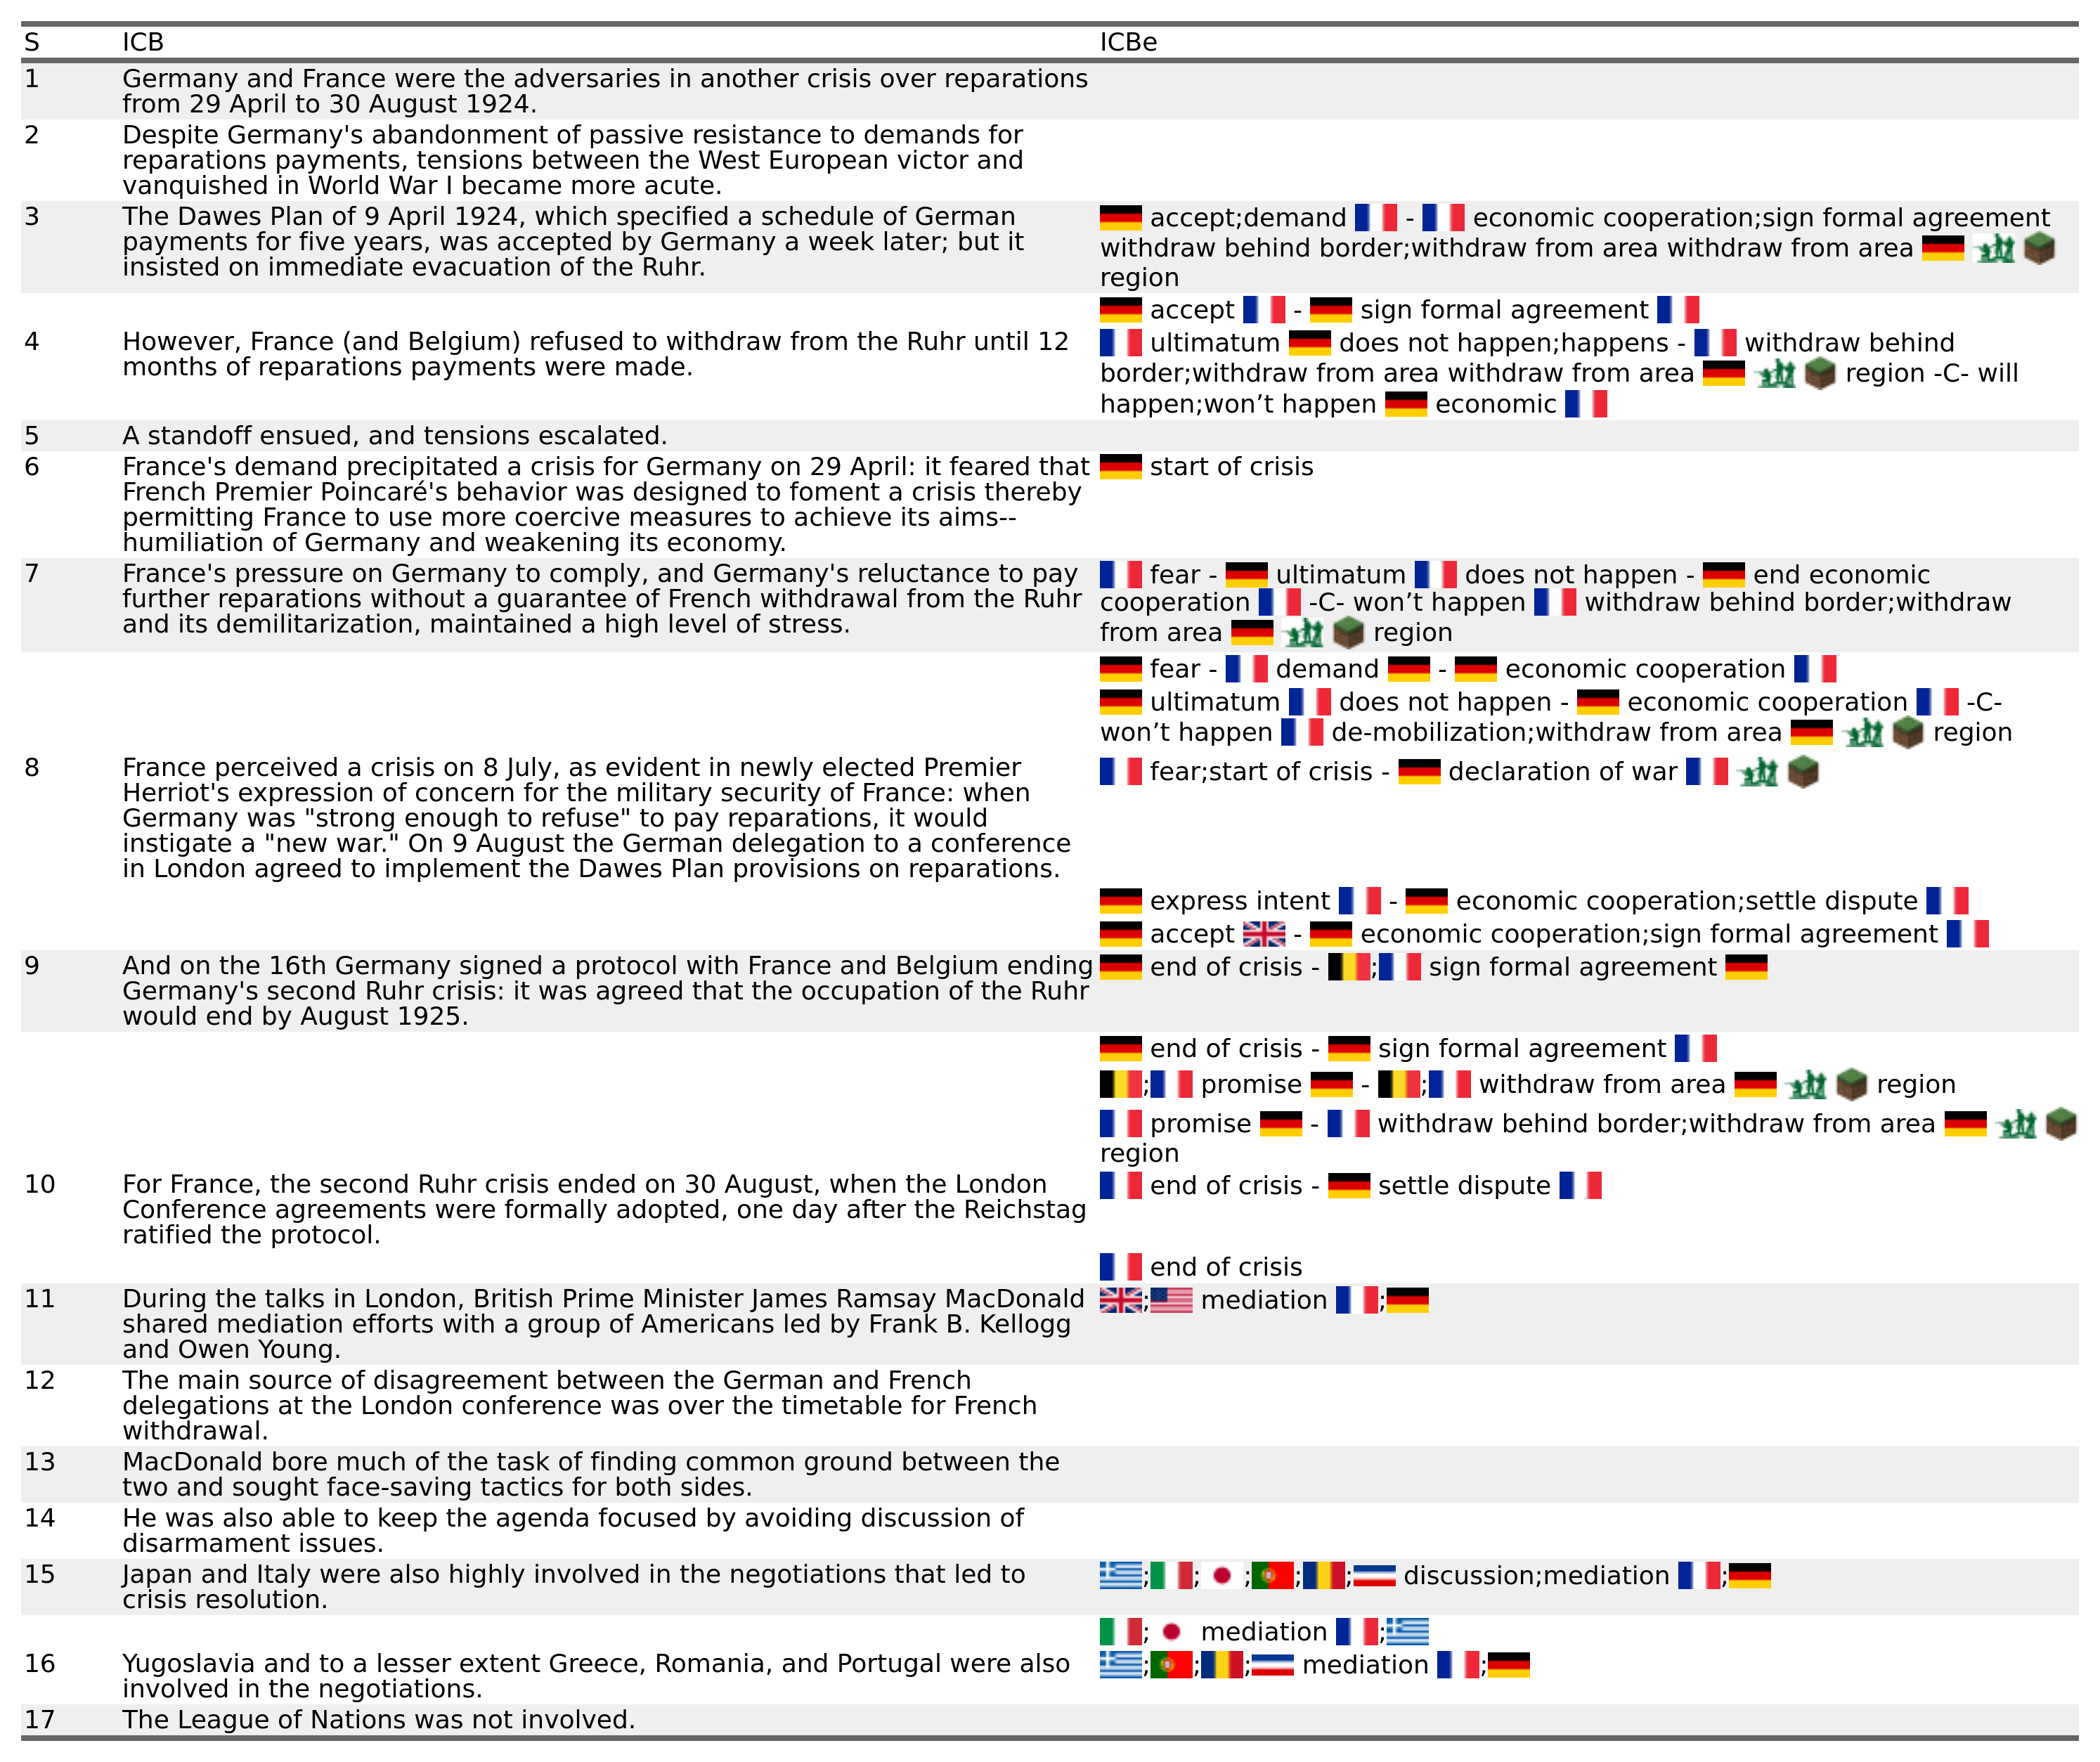 S ICB ICBe
1 Germany and France were the adversaries in another crisis over reparations
from 29 April to 30 August 1924.
2 Despite Germany's abandonment of passive resistance to demands for
reparations payments, tensions between the West European victor and
vanquished in World War I became more acute.
3 The Dawes Plan of 9 April 1924, which specified a schedule of German
payments for five years, was accepted by Germany a week later; but it
insisted on immediate evacuation of the Ruhr.
accept;demand - economic cooperation;sign formal agreement
withdraw behind border;withdraw from area withdraw from area
region
accept - sign formal agreement
4 However, France (and Belgium) refused to withdraw from the Ruhr until 12
months of reparations payments were made.
ultimatum does not happen;happens - withdraw behind
border;withdraw from area withdraw from area region -C- will
happen;won’t happen economic
5 A standoff ensued, and tensions escalated.
6 France's demand precipitated a crisis for Germany on 29 April: it feared that
French Premier Poincaré's behavior was designed to foment a crisis thereby
permitting France to use more coercive measures to achieve its aims--
humiliation of Germany and weakening its economy.
start of crisis
7 France's pressure on Germany to comply, and Germany's reluctance to pay
further reparations without a guarantee of French withdrawal from the Ruhr
and its demilitarization, maintained a high level of stress.
fear - ultimatum does not happen - end economic
cooperation -C- won’t happen withdraw behind border;withdraw
from area region
fear - demand - economic cooperation
ultimatum does not happen - economic cooperation -C-
won’t happen de-mobilization;withdraw from area region
8 France perceived a crisis on 8 July, as evident in newly elected Premier
Herriot's expression of concern for the military security of France: when
Germany was "strong enough to refuse" to pay reparations, it would
instigate a "new war." On 9 August the German delegation to a conference
in London agreed to implement the Dawes Plan provisions on reparations.
fear;start of crisis - declaration of war
express intent - economic cooperation;settle dispute
accept - economic cooperation;sign formal agreement
9 And on the 16th Germany signed a protocol with France and Belgium ending
Germany's second Ruhr crisis: it was agreed that the occupation of the Ruhr
would end by August 1925.
end of crisis - ; sign formal agreement
end of crisis - sign formal agreement
; promise - ; withdraw from area region
promise - withdraw behind border;withdraw from area
region
10 For France, the second Ruhr crisis ended on 30 August, when the London
Conference agreements were formally adopted, one day after the Reichstag
ratified the protocol.
end of crisis - settle dispute
end of crisis
11 During the talks in London, British Prime Minister James Ramsay MacDonald
shared mediation efforts with a group of Americans led by Frank B. Kellogg
and Owen Young.
; mediation ;
12 The main source of disagreement between the German and French
delegations at the London conference was over the timetable for French
withdrawal.
13 MacDonald bore much of the task of finding common ground between the
two and sought face-saving tactics for both sides.
14 He was also able to keep the agenda focused by avoiding discussion of
disarmament issues.
15 Japan and Italy were also highly involved in the negotiations that led to
crisis resolution.
; ; ; ; ; discussion;mediation ;
; mediation ;
16 Yugoslavia and to a lesser extent Greece, Romania, and Portugal were also
involved in the negotiations.
; ; ; mediation ;
17 The League of Nations was not involved.